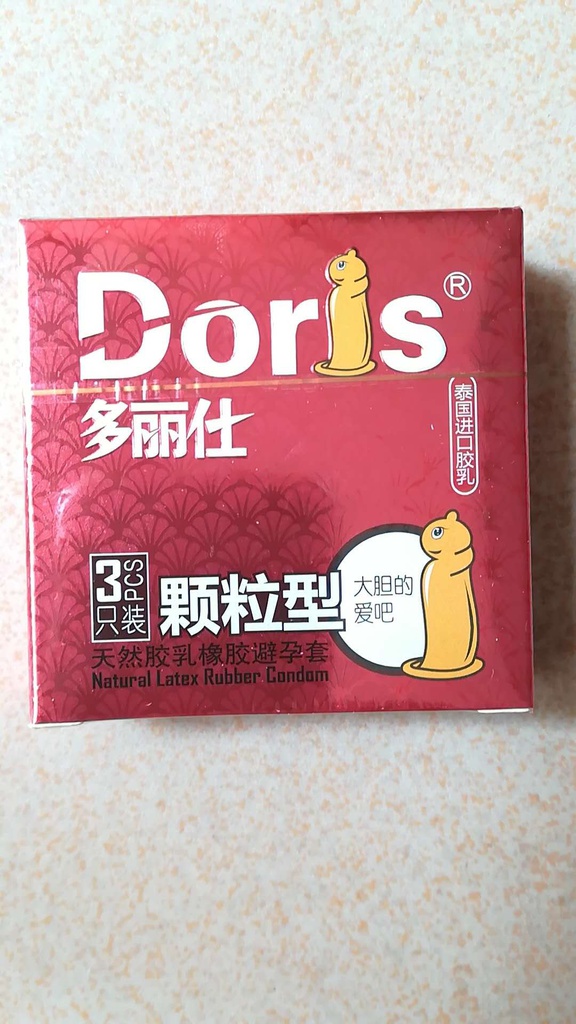 Doris®
多丽仕
泰国进口胶乳
3只装 PCS
颗粒型
大胆的
爱吧
天然胶乳橡胶避孕套
Natural Latex Rubber Condom